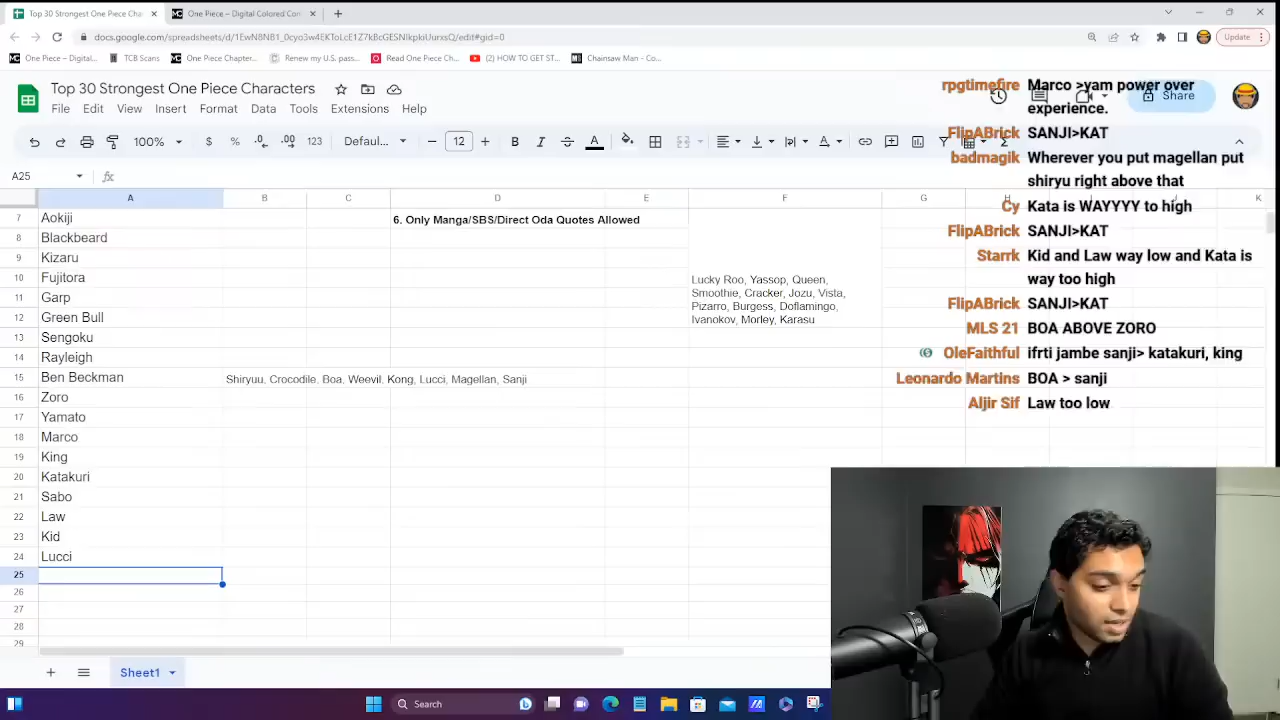 Top 30 Strongest One Piece Cha
One Piece – Digital Colored Con
docs.google.com/spreadsheets/d/1EwN8NB1_0cyo3w4EKToLcE1Z7kBcGESNlkploUurxsQ/edit#gid=0
Update
One Piece – Digital...
TCB Scans
One Piece Chapter...
Renew my U.S. pass...
Read One Piece Ch...
(2) HOW TO GET ST...
Chainsaw Man - Co...
Top 30 Strongest One Piece Characters
File Edit View Insert Format Data Tools Extensions Help
Share
100% $ % .0 .00 123 Defaul... 12 B I A
A25 fx
A B C D E F G H I J K
7 Aokiji 6. Only Manga/SBS/Direct Oda Quotes Allowed
8 Blackbeard
9 Kizaru
10 Fujitora
11 Garp
12 Green Bull
13 Sengoku
14 Rayleigh
15 Ben Beckman Shiryuu, Crocodile, Boa, Weevil, Kong, Lucci, Magellan, Sanji
16 Zoro
17 Yamato
18 Marco
19 King
20 Katakuri
21 Sabo
22 Law
23 Kid
24 Lucci
25
26
27
28
29
Lucky Roo, Yassop, Queen,
Smoothie, Cracker, Jozu, Vista,
Pizarro, Burgess, Doflamingo,
Ivanokov, Morley, Karasu
rpgtimefire Marco >yam power over
experience.
FlipABrick SANJI>KAT
badmagik Wherever you put magellan put
shiryu right above that
Cy Kata is WAYYYY to high
FlipABrick SANJI>KAT
Starrk Kid and Law way low and Kata is
way too high
FlipABrick SANJI>KAT
MLS 21 BOA ABOVE ZORO
OleFaithful ifrti jambe sanji> katakuri, king
Leonardo Martins BOA > sanji
Aljir Sif Law too low
Sheet1
Search